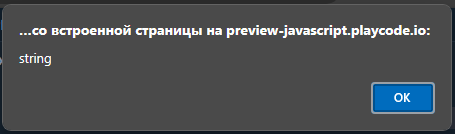 ...со встроенной страницы на preview-javascript.playcode.io:
string
OK